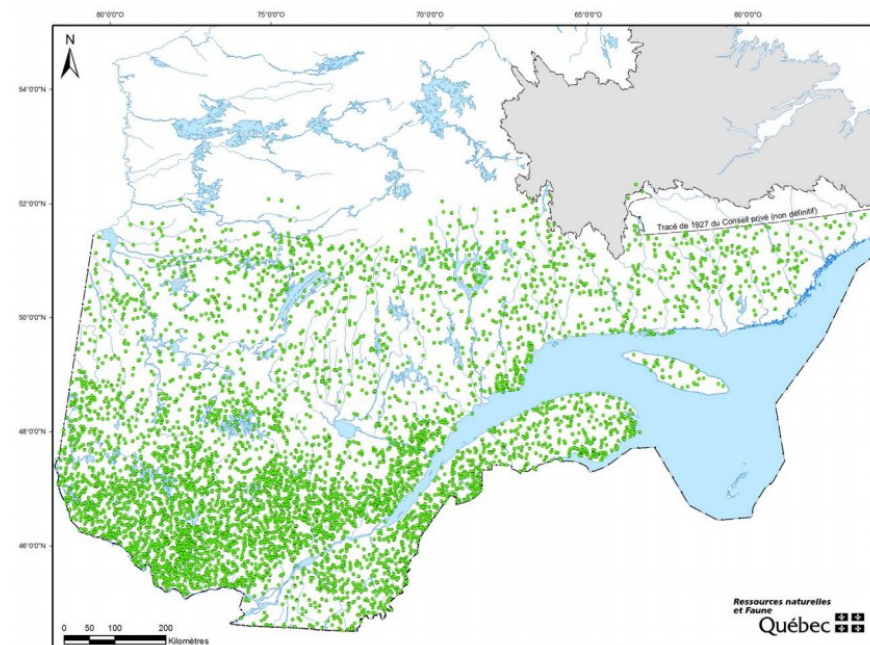 80°0'0"O 75°0'0"O 70°0'0"O 65°0'0"O 60°0'0"O
N
54°0'0"N
52°0'0"N
Tracé de 1927 du Conseil privé (non définitif)
50°0'0"N
48°0'0"N
46°0'0"N
Ressources naturelles
et Faune
Québec
0 50 100 200
Kilomètres